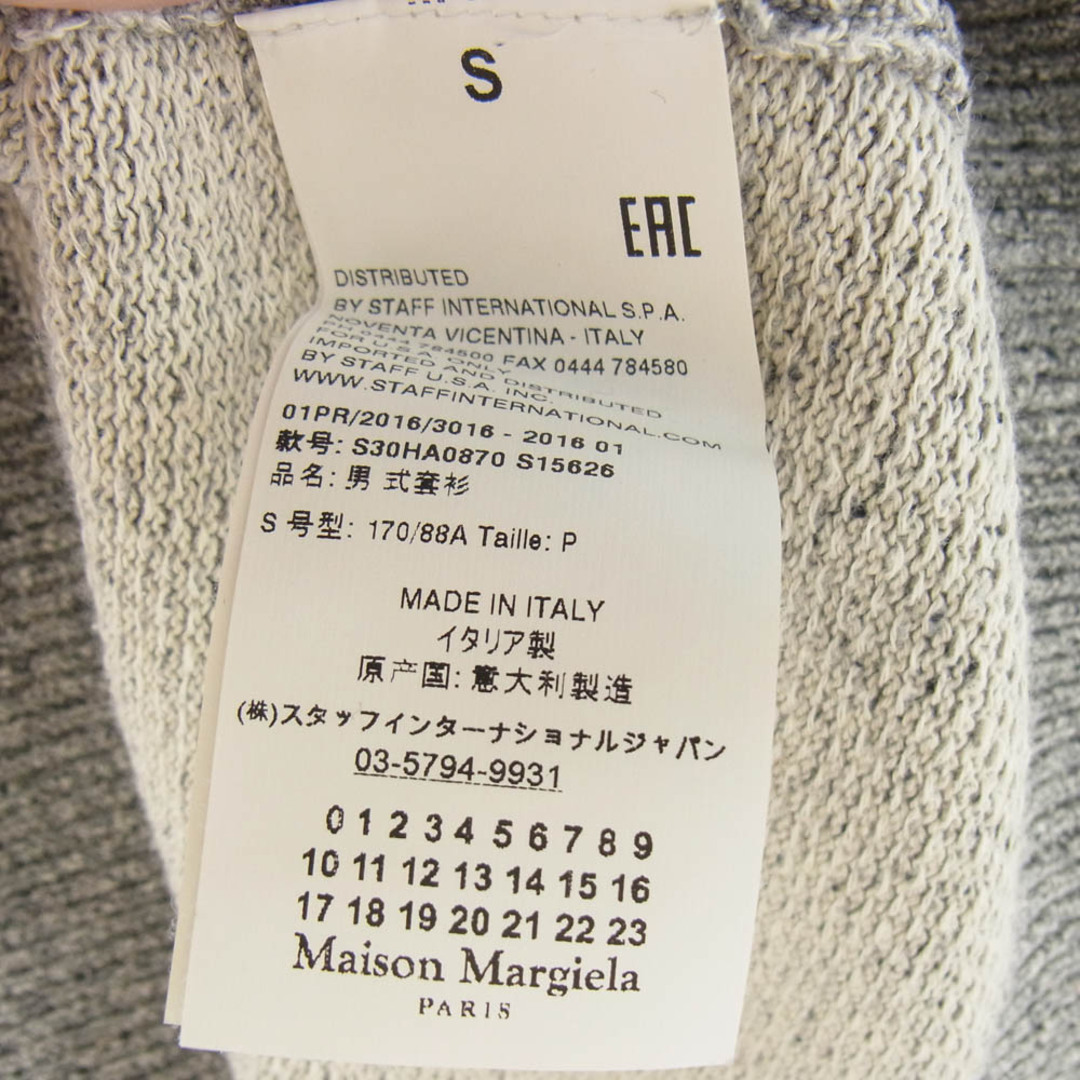 S
EAC
DISTRIBUTED
BY STAFF INTERNATIONAL S.P.A.
NOVENTA VICENTINA - ITALY
PH 0444 784500 FAX 0444 784580
FOR U.S.A. ONLY
IMPORTED AND DISTRIBUTED
BY STAFF U.S.A. INC.
WWW.STAFFINTERNATIONAL.COM
01PR/2016/3016 - 2016 01
款号: S30HA0870 S15626
品名: 男 式套衫
S 号型: 170/88A Taille: P
MADE IN ITALY
イタリア製
原产国: 意大利製造
(株)スタッフインターナショナルジャパン
03-5794-9931
0 1 2 3 4 5 6 7 8 9
10 11 12 13 14 15 16
17 18 19 20 21 22 23
Maison Margiela
PARIS